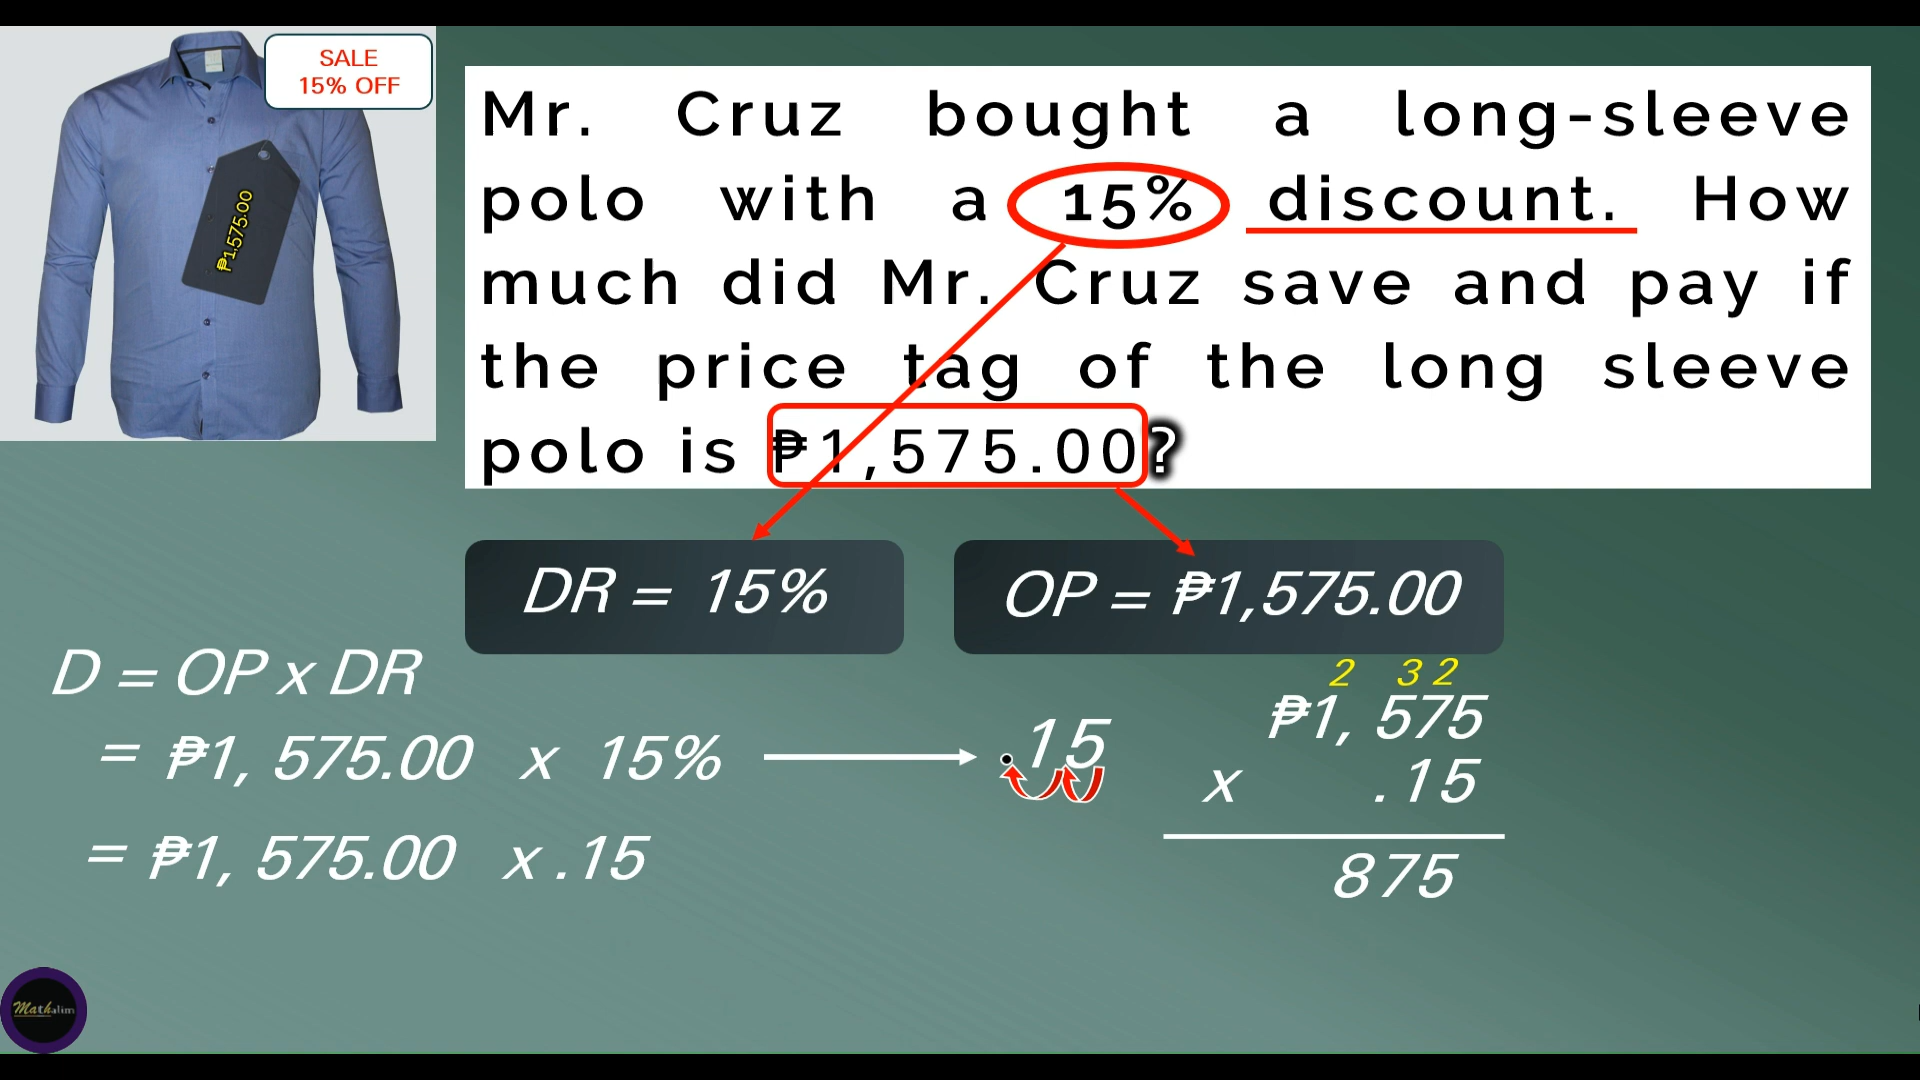 SALE
15% OFF
₱1,575.00
Mr. Cruz bought a long-sleeve
polo with a 15% discount. How
much did Mr. Cruz save and pay if
the price tag of the long sleeve
polo is ₱1,575.00?
DR = 15%
OP = ₱1,575.00
D = OP x DR
= ₱1, 575.00 x 15%
.15
= ₱1, 575.00 x .15
2 3 2
₱1, 575
x .15
875
Mathalim